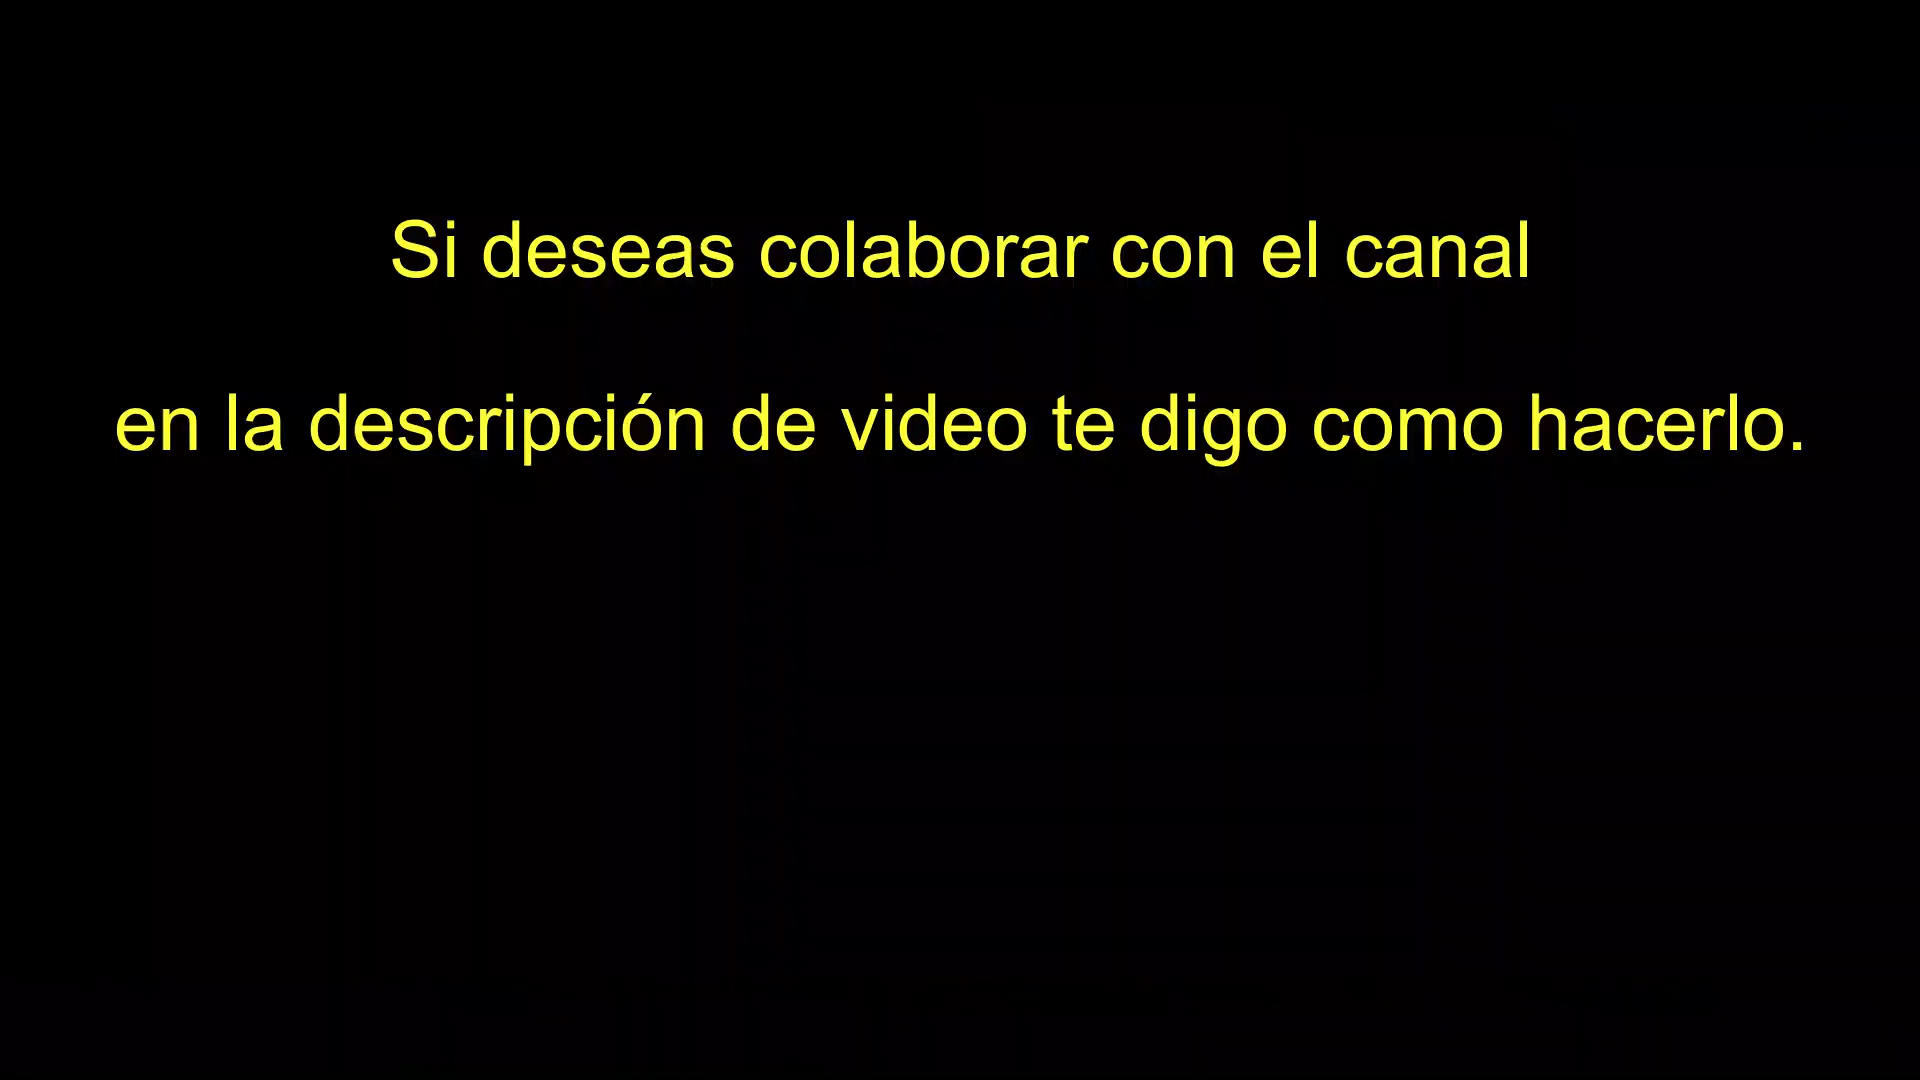 Si deseas colaborar con el canal
en la descripción de video te digo como hacerlo.